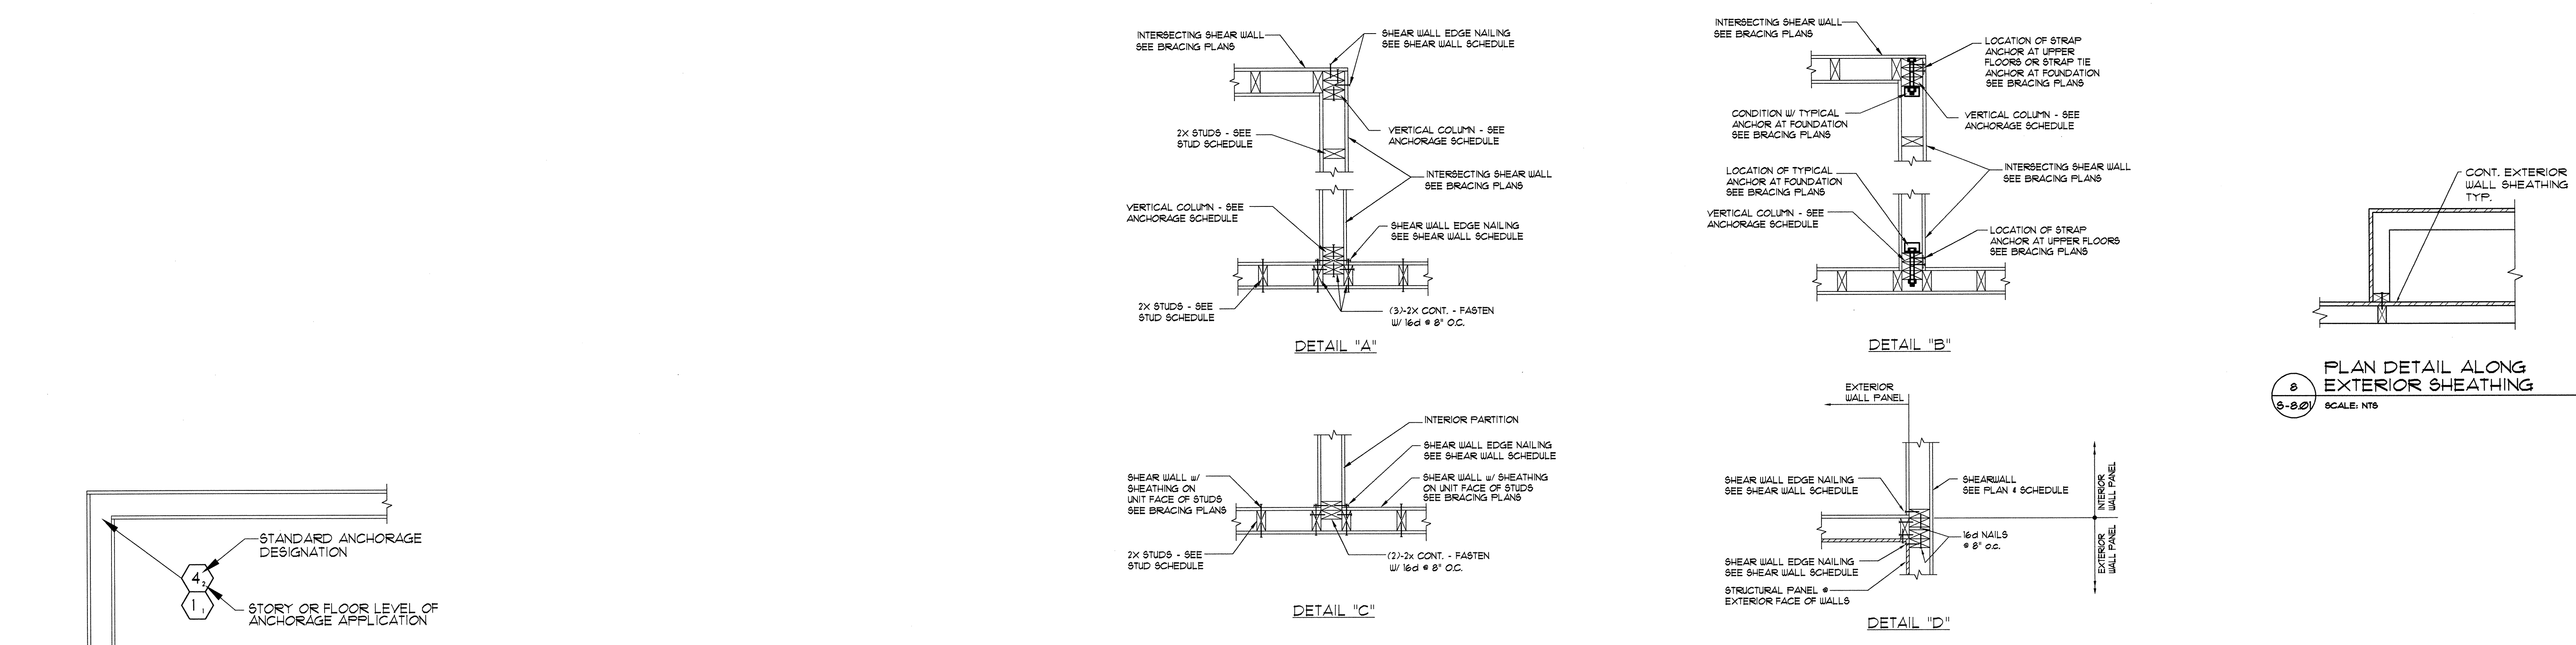 INTERSECTING SHEAR WALL
SEE BRACING PLANS
SHEAR WALL EDGE NAILING
SEE SHEAR WALL SCHEDULE
2X STUDS - SEE
STUD SCHEDULE
VERTICAL COLUMN - SEE
ANCHORAGE SCHEDULE
INTERSECTING SHEAR WALL
SEE BRACING PLANS
VERTICAL COLUMN - SEE
ANCHORAGE SCHEDULE
SHEAR WALL EDGE NAILING
SEE SHEAR WALL SCHEDULE
2X STUDS - SEE
STUD SCHEDULE
(3)-2X CONT. - FASTEN
W/ 16d @ 8" O.C.
DETAIL "A"
INTERSECTING SHEAR WALL
SEE BRACING PLANS
LOCATION OF STRAP
ANCHOR AT UPPER
FLOORS OR STRAP TIE
ANCHOR AT FOUNDATION
SEE BRACING PLANS
CONDITION W/ TYPICAL
ANCHOR AT FOUNDATION
SEE BRACING PLANS
VERTICAL COLUMN - SEE
ANCHORAGE SCHEDULE
LOCATION OF TYPICAL
ANCHOR AT FOUNDATION
SEE BRACING PLANS
INTERSECTING SHEAR WALL
SEE BRACING PLANS
VERTICAL COLUMN - SEE
ANCHORAGE SCHEDULE
LOCATION OF STRAP
ANCHOR AT UPPER FLOORS
SEE BRACING PLANS
DETAIL "B"
CONT. EXTERIOR
WALL SHEATHING
TYP.
8
S-8.01
PLAN DETAIL ALONG
EXTERIOR SHEATHING
SCALE: NTS
STANDARD ANCHORAGE
DESIGNATION
4 2
1 1
STORY OR FLOOR LEVEL OF
ANCHORAGE APPLICATION
INTERIOR PARTITION
SHEAR WALL EDGE NAILING
SEE SHEAR WALL SCHEDULE
SHEAR WALL w/
SHEATHING ON
UNIT FACE OF STUDS
SEE BRACING PLANS
SHEAR WALL w/ SHEATHING
ON UNIT FACE OF STUDS
SEE BRACING PLANS
2X STUDS - SEE
STUD SCHEDULE
(2)-2x CONT. - FASTEN
W/ 16d @ 8" O.C.
DETAIL "C"
EXTERIOR
WALL PANEL
SHEAR WALL EDGE NAILING
SEE SHEAR WALL SCHEDULE
SHEARWALL
SEE PLAN & SCHEDULE
INTERIOR
WALL PANEL
EXTERIOR
WALL PANEL
16d NAILS
@ 8" o.c.
SHEAR WALL EDGE NAILING
SEE SHEAR WALL SCHEDULE
STRUCTURAL PANEL @
EXTERIOR FACE OF WALLS
DETAIL "D"